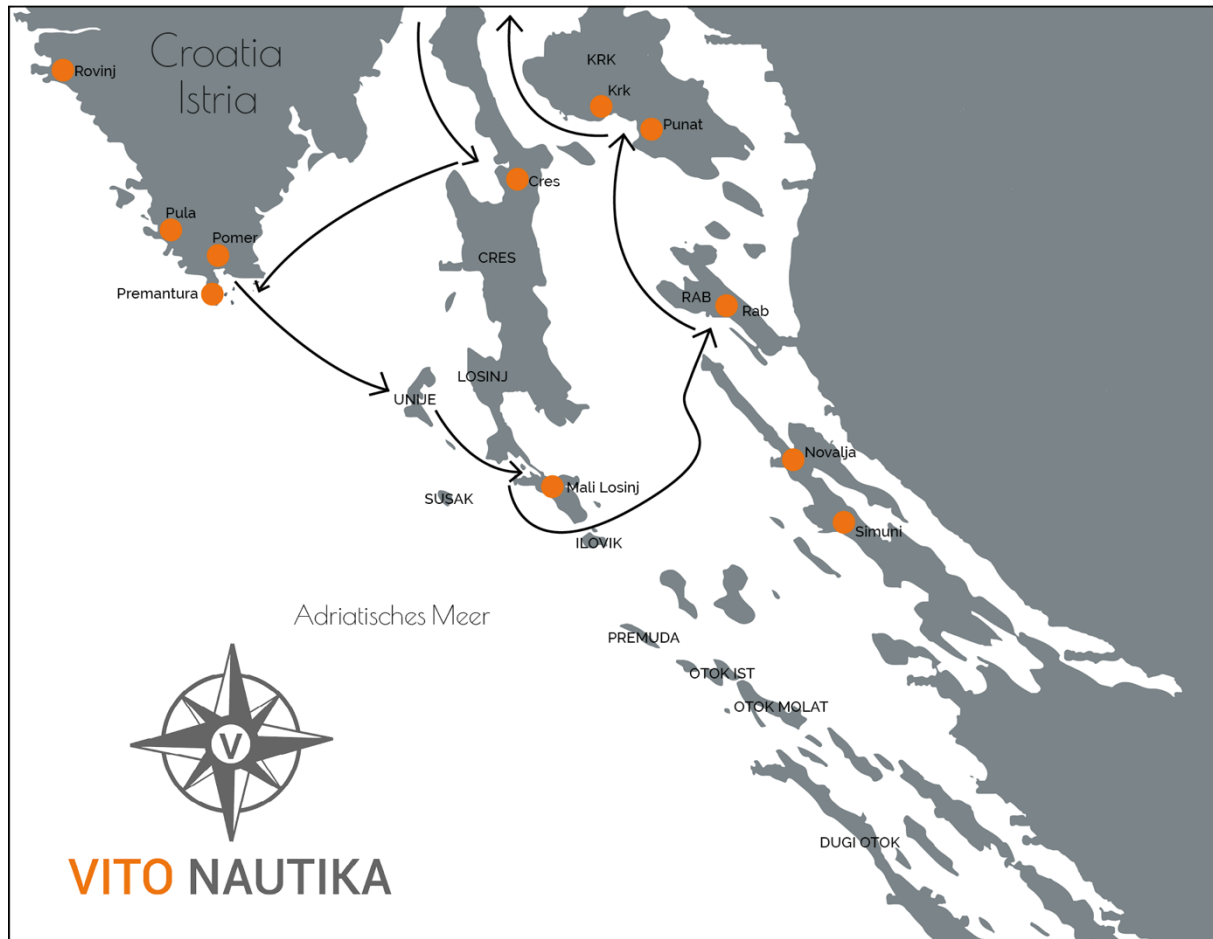 Croatia
Istria
Rovinj
KRK
Krk
Punat
Cres
Pula
Pomer
CRES
Premantura
RAB
Rab
LOSINJ
UNIJE
Novalja
Mali Losinj
SUSAK
Simuni
ILOVIK
Adriatisches Meer
PREMUDA
OTOK IST
OTOK MOLAT
V
DUGI OTOK
VITO NAUTIKA